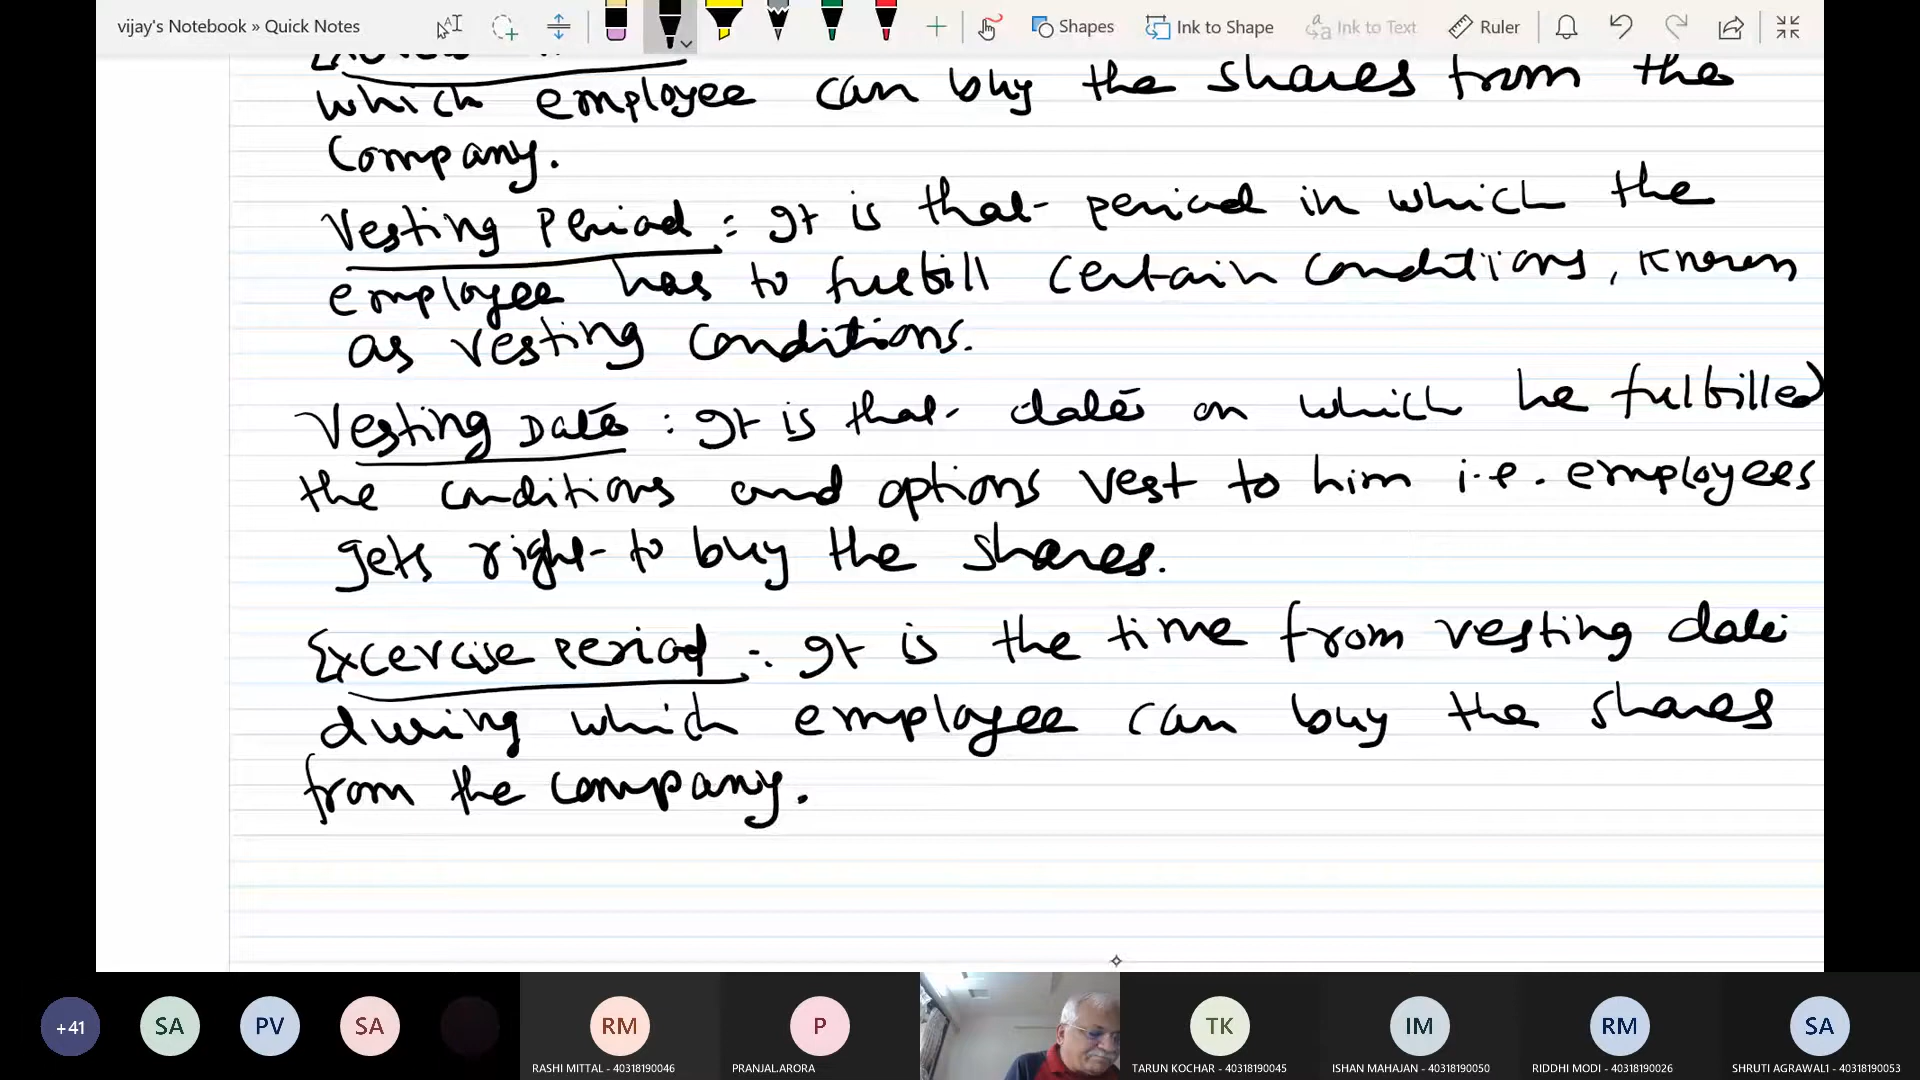 vijay's Notebook » Quick Notes
Shapes
Ink to Shape
Ink to Text
Ruler
which employee can buy the shares from the
Company.
Vesting Period : It is that period in which the
employee has to fulfill certain conditions, known
as vesting conditions.
Vesting Date : It is that date on which he fulfilled
the conditions and options vest to him i.e. employees
gets right to buy the shares.
Excercise period : It is the time from vesting date
during which employee can buy the shares
from the company.
+41
SA
PV
SA
RM
P
TK
IM
RM
SA
RASHI MITTAL - 40318190046
PRANJAL.ARORA
TARUN KOCHAR - 40318190045
ISHAN MAHAJAN - 40318190050
RIDDHI MODI - 40318190026
SHRUTI AGRAWAL1 - 40318190053